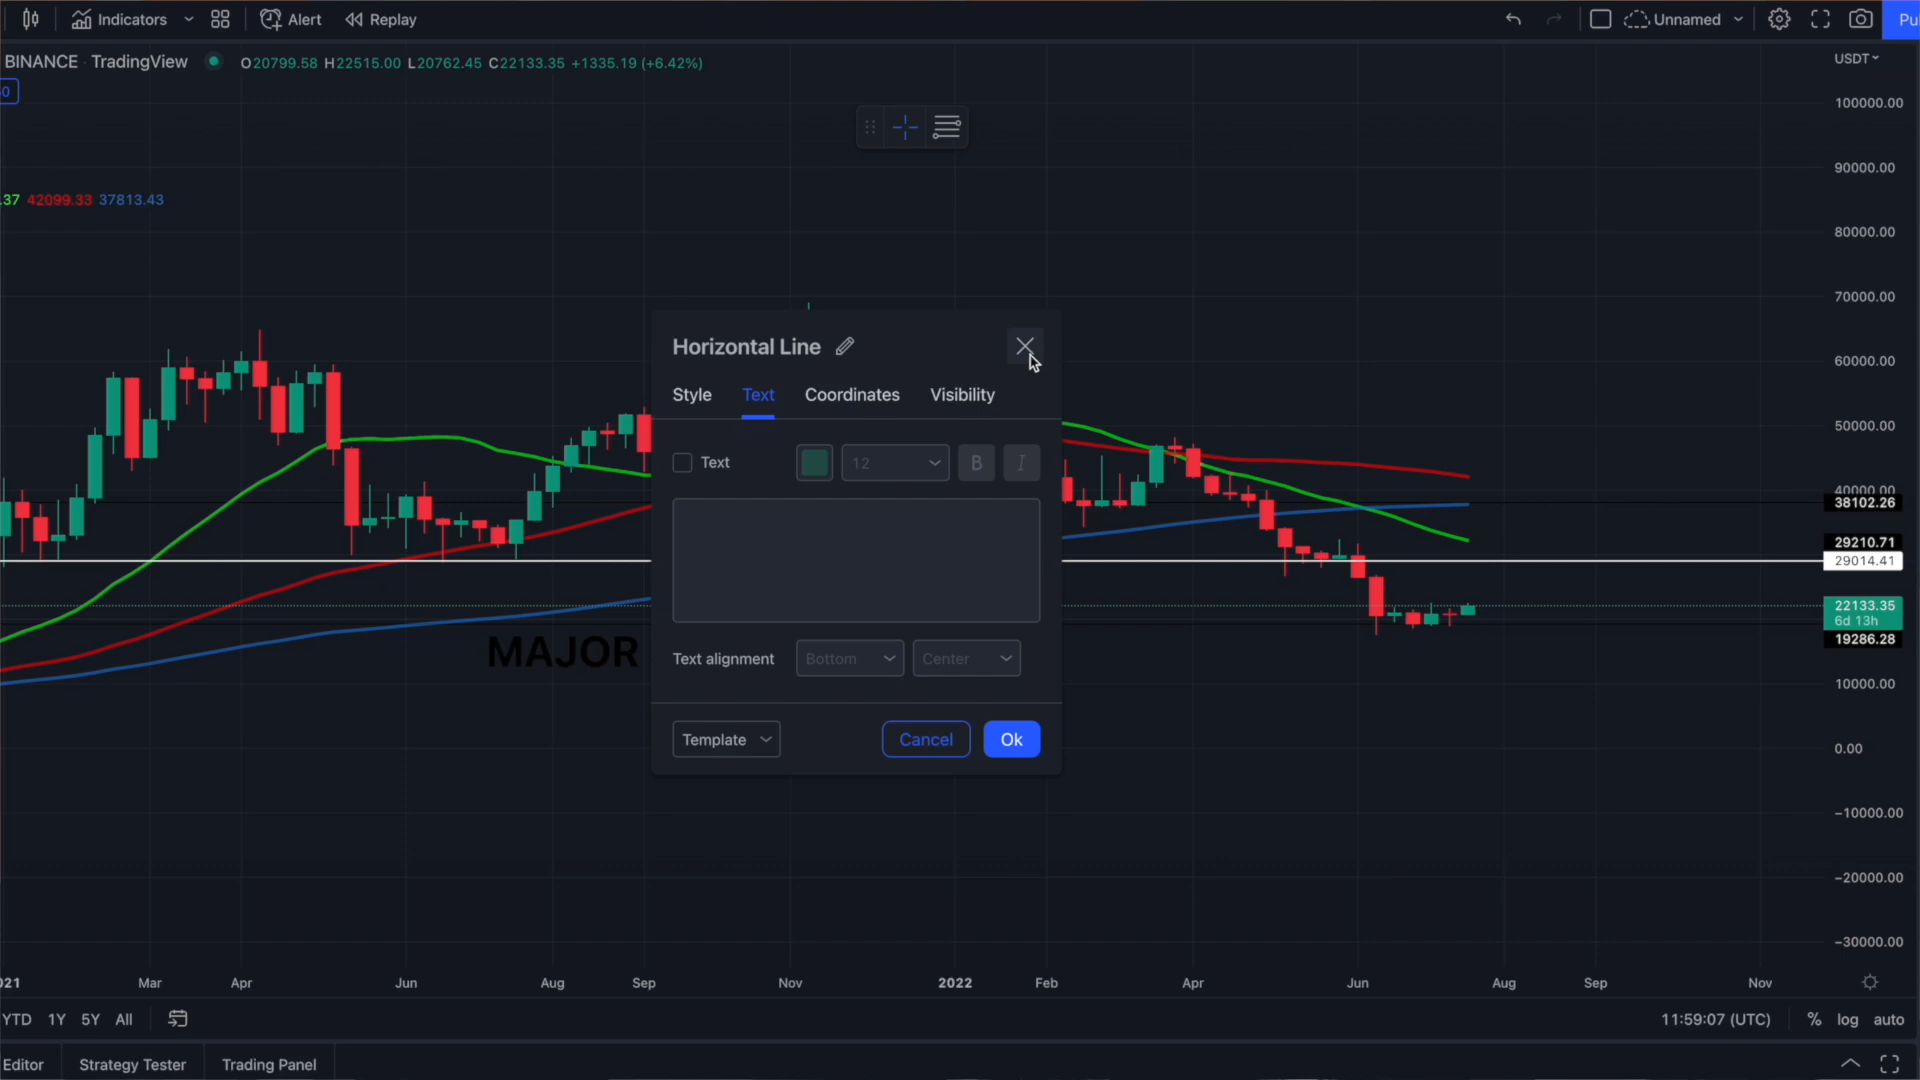 Indicators Alert Replay Unnamed Pu
BINANCE TradingView O20799.58 H22515.00 L20762.45 C22133.35 +1335.19 (+6.42%)
USDT
0
100000.00
90000.00
.37 42099.33 37813.43
80000.00
70000.00
Horizontal Line
60000.00
Style Text Coordinates Visibility
50000.00
Text 12 B I
40000.00
38102.26
29210.71
29014.41
22133.35
6d 13h
19286.28
MAJOR
Text alignment Bottom Center
10000.00
Template Cancel Ok
0.00
−10000.00
−20000.00
−30000.00
021 Mar Apr Jun Aug Sep Nov 2022 Feb Apr Jun Aug Sep Nov
YTD 1Y 5Y All 11:59:07 (UTC) % log auto
Editor Strategy Tester Trading Panel